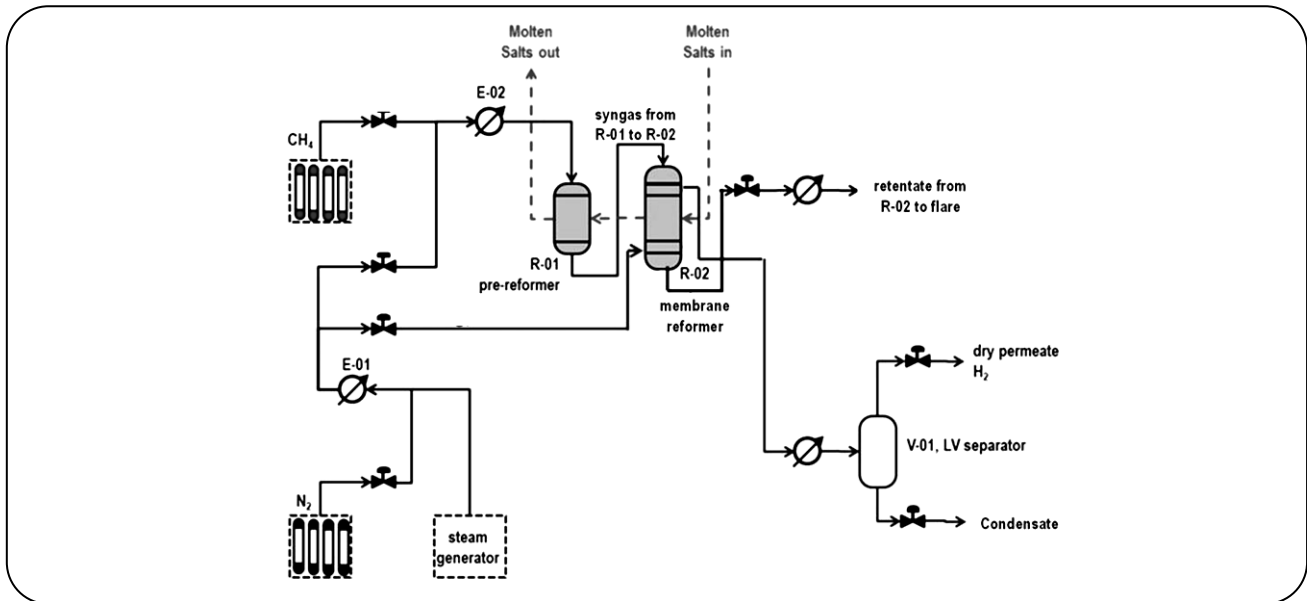 Molten
Salts out
Molten
Salts in
E-02
syngas from
R-01 to R-02
CH₄
retentate from
R-02 to flare
R-01
pre-reformer
R-02
membrane
reformer
E-01
dry permeate
H₂
V-01, LV separator
N₂
steam
generator
Condensate